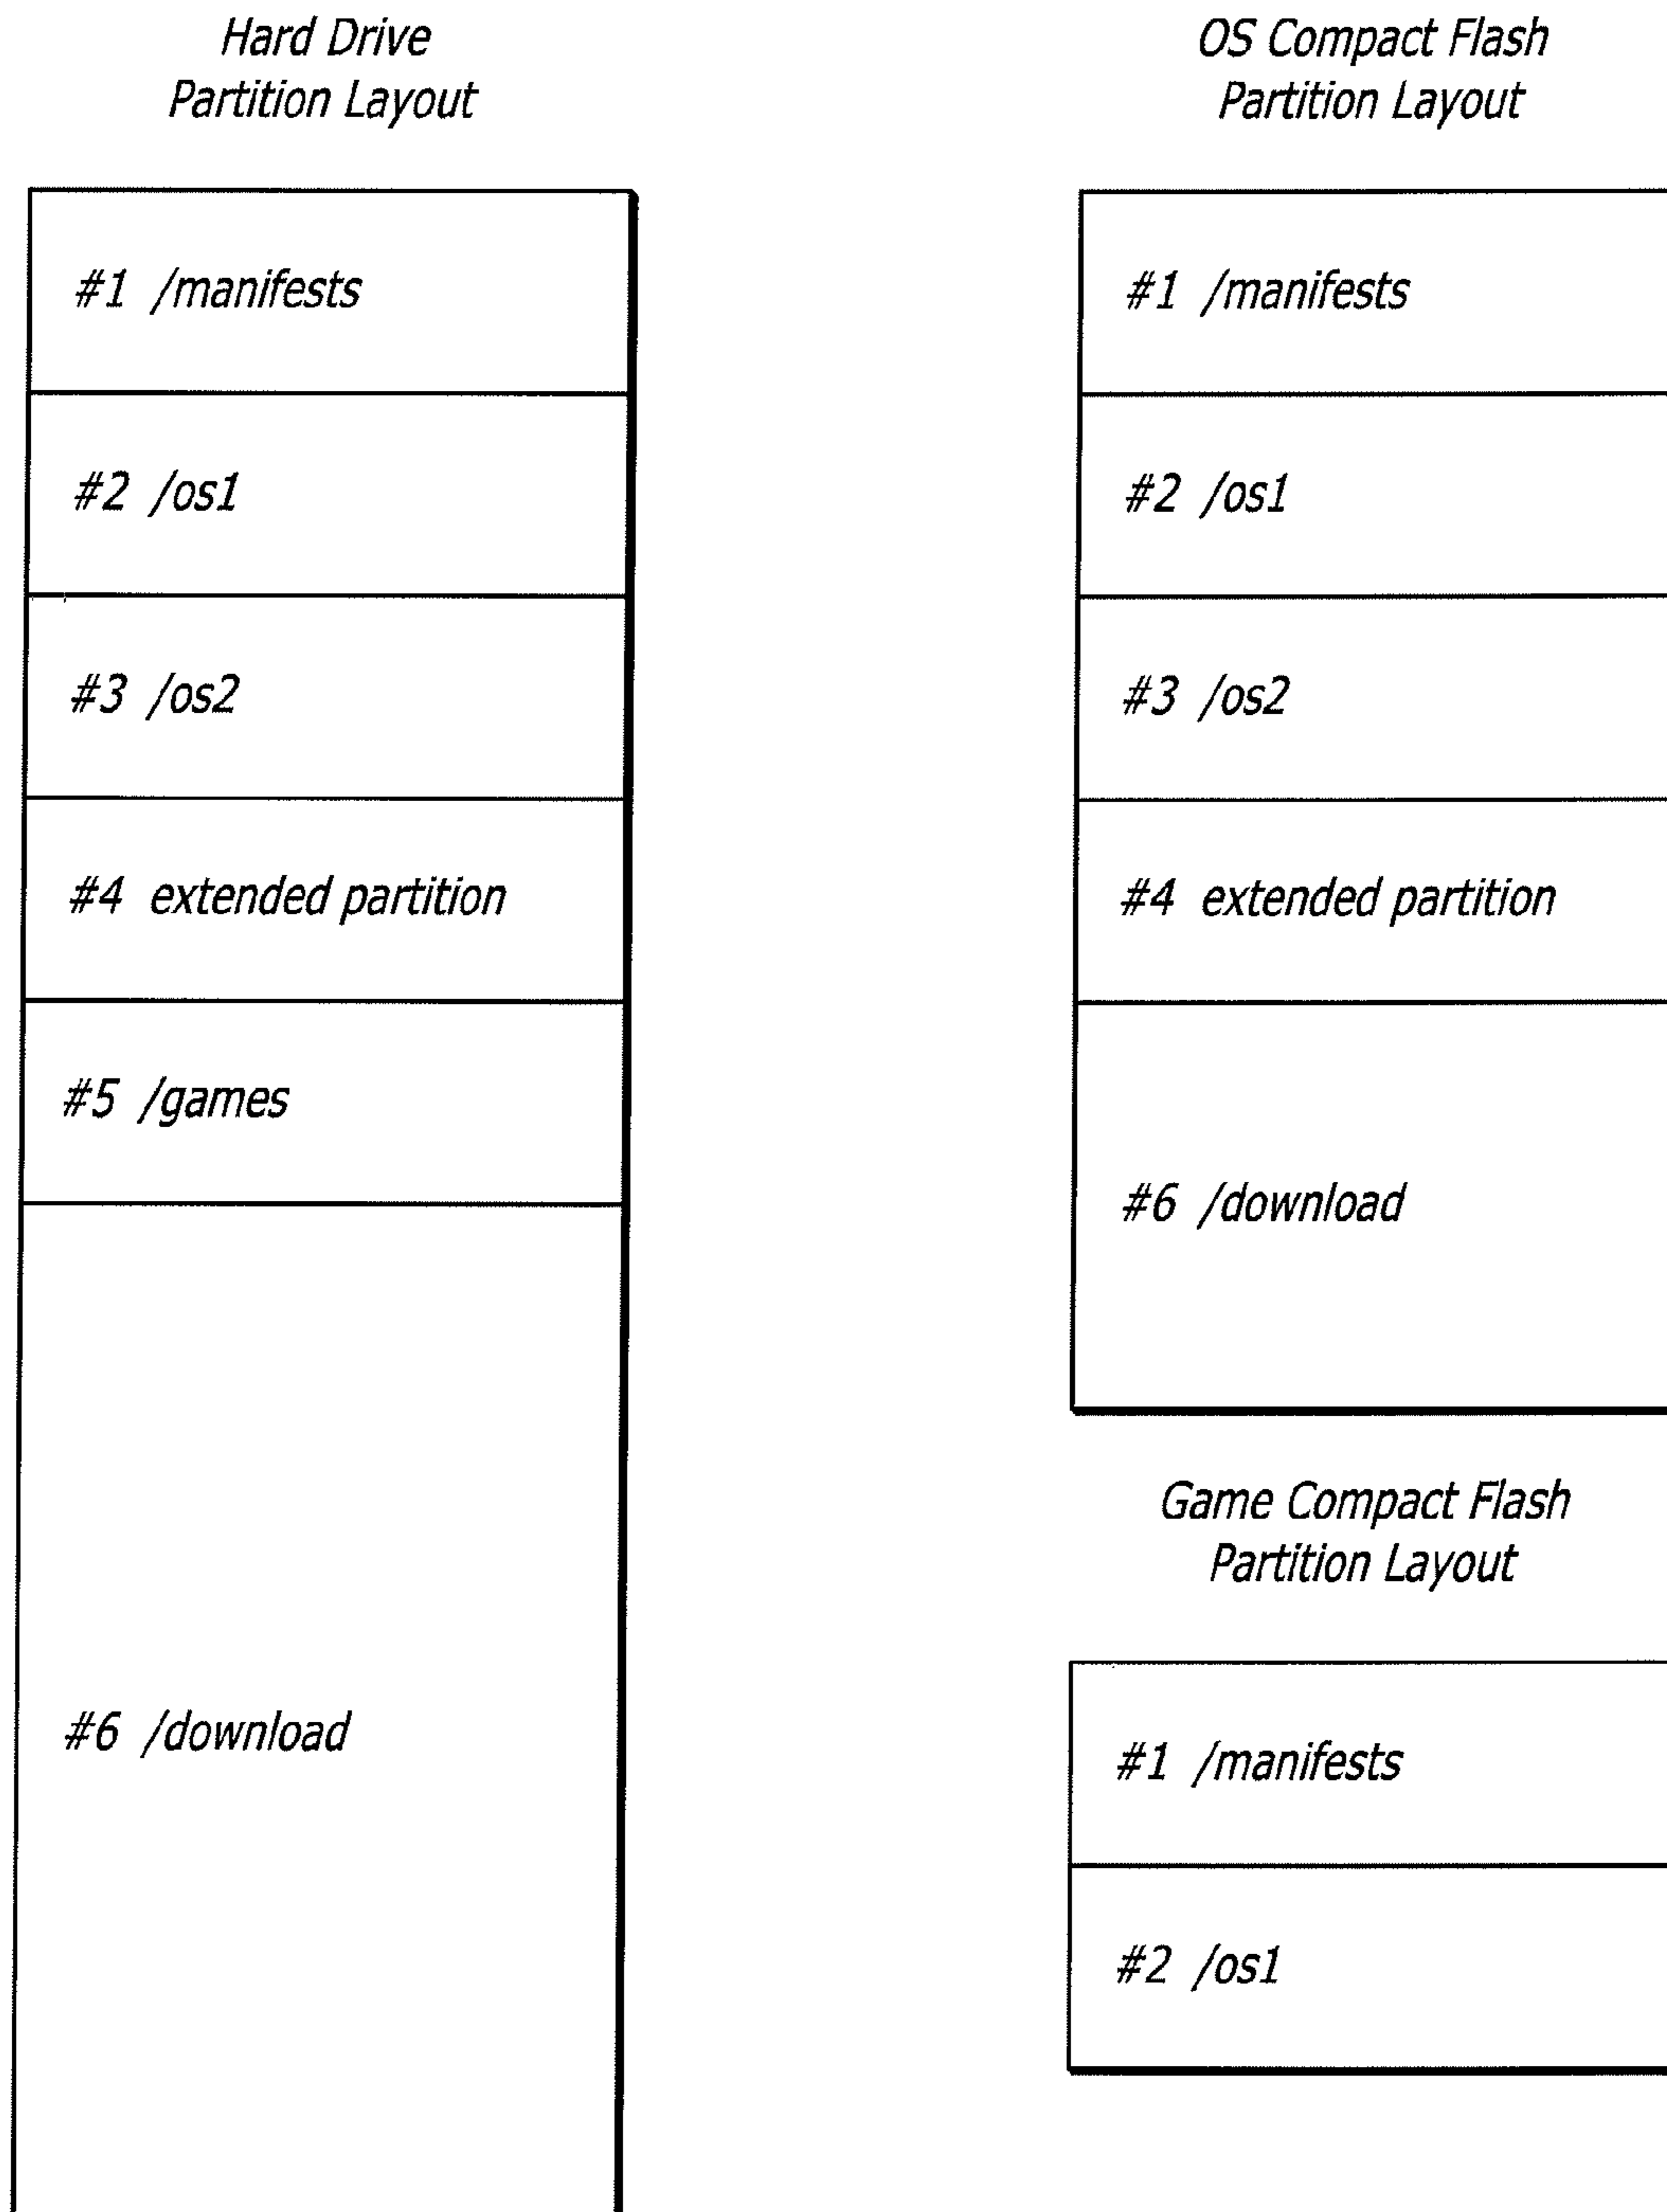 Hard Drive
Partition Layout
#1 /manifests
#2 /os1
#3 /os2
#4 extended partition
#5 /games
#6 /download
OS Compact Flash
Partition Layout
#1 /manifests
#2 /os1
#3 /os2
#4 extended partition
#6 /download
Game Compact Flash
Partition Layout
#1 /manifests
#2 /os1